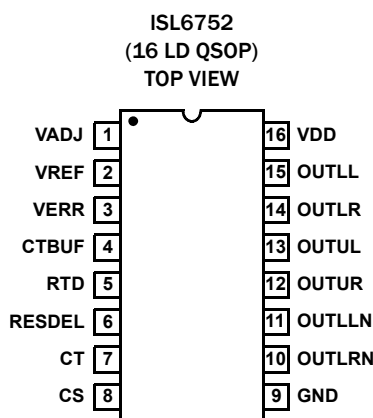 ISL6752
(16 LD QSOP)
TOP VIEW
VADJ 1 16 VDD
VREF 2 15 OUTLL
VERR 3 14 OUTLR
CTBUF 4 13 OUTUL
RTD 5 12 OUTUR
RESDEL 6 11 OUTLLN
CT 7 10 OUTLRN
CS 8 9 GND